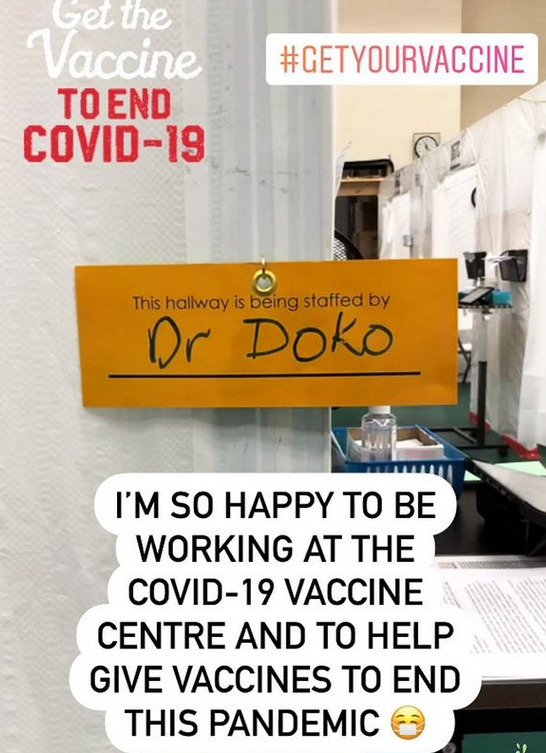 Get the
Vaccine
TO END
COVID-19
#GETYOURVACCINE
This hallway is being staffed by
Dr Doko
I'M SO HAPPY TO BE
WORKING AT THE
COVID-19 VACCINE
CENTRE AND TO HELP
GIVE VACCINES TO END
THIS PANDEMIC 😷